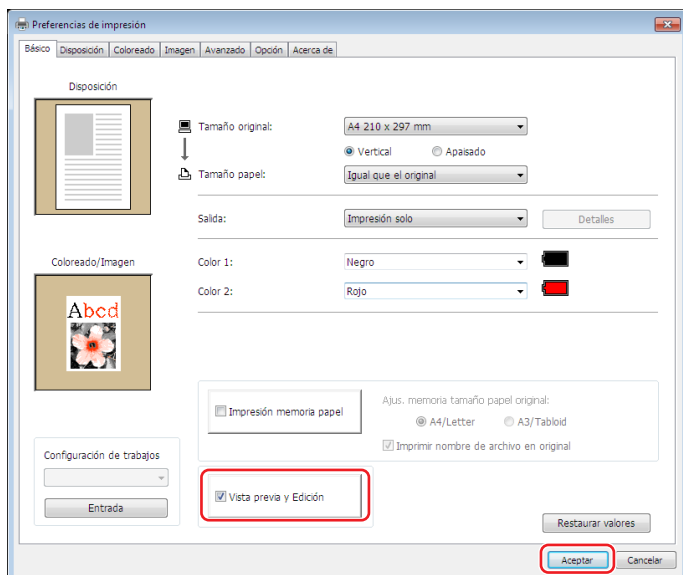 Preferencias de impresión
Básico Disposición Coloreado Imagen Avanzado Opción Acerca de
Disposición
Tamaño original: A4 210 x 297 mm
Vertical Apaisado
Tamaño papel: Igual que el original
Salida: Impresión solo Detalles
Coloreado/Imagen
Color 1: Negro
Color 2: Rojo
Abcd
Impresión memoria papel
Ajus. memoria tamaño papel original:
A4/Letter A3/Tabloid
Imprimir nombre de archivo en original
Configuración de trabajos
Entrada
Vista previa y Edición
Restaurar valores
Aceptar Cancelar